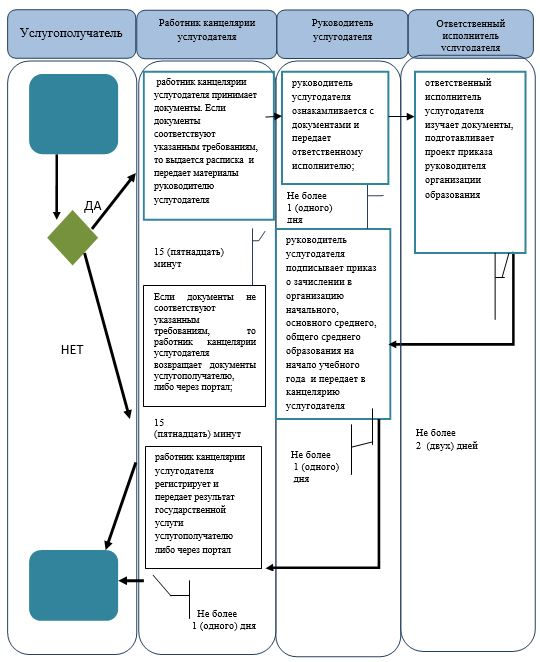 Услугополучатель
Работник канцелярии
услугодателя
Руководитель
услугодателя
Ответственный
исполнитель
услугодателя
работник канцелярии
услугодателя принимает
документы. Если
документы
соответствуют
указанным требованиям,
то выдается расписка и
передает материалы
руководителю
услугодателя
руководитель
услугодателя
ознакамливается с
документами и
передает
ответственному
исполнителю;
ответственный
исполнитель
услугодателя
изучает документы,
подготавливает
проект приказа
руководителя
организации
образования
ДА
НЕТ
Не более
1 (одного)
дня
15 (пятнадцать)
минут
руководитель
услугодателя
подписывает приказ
о зачислении в
организацию
начального,
основного среднего,
общего среднего
образования на
начало учебного
года и передает в
канцелярию
услугодателя
Если документы не
соответствуют
указанным
требованиям, то
работник канцелярии
услугодателя
возвращает документы
услугополучателю,
либо через портал;
15
(пятнадцать) минут
Не более
2 (двух) дней
Не более
1 (одного)
дня
работник канцелярии
услугодателя
регистрирует и
передает результат
государственной
услуги
услугополучателю
либо через портал
Не более
1 (одного) дня